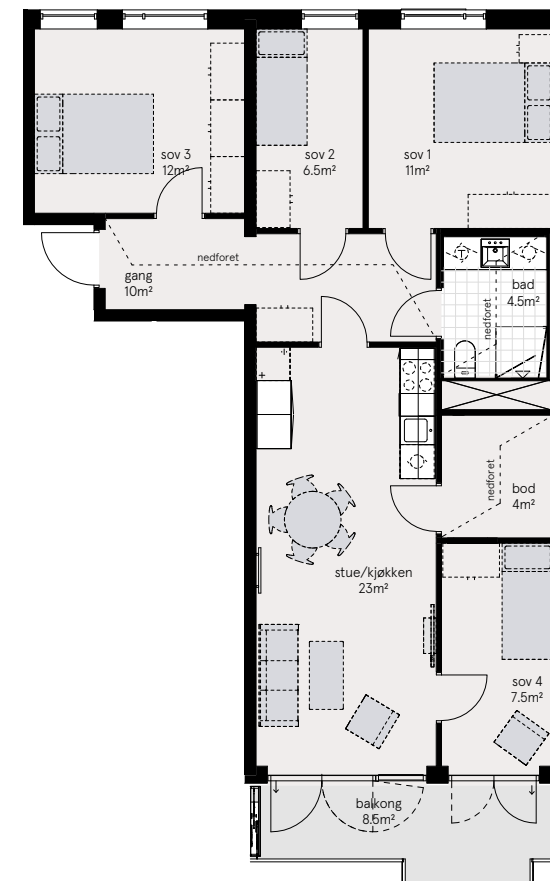 sov 3
12m²
sov 2
6.5m²
sov 1
11m²
nedforet
gang
10m²
bad
4.5m²
nedforet
nedforet
bod
4m²
stue/kjøkken
23m²
sov 4
7.5m²
balkong
8.5m²